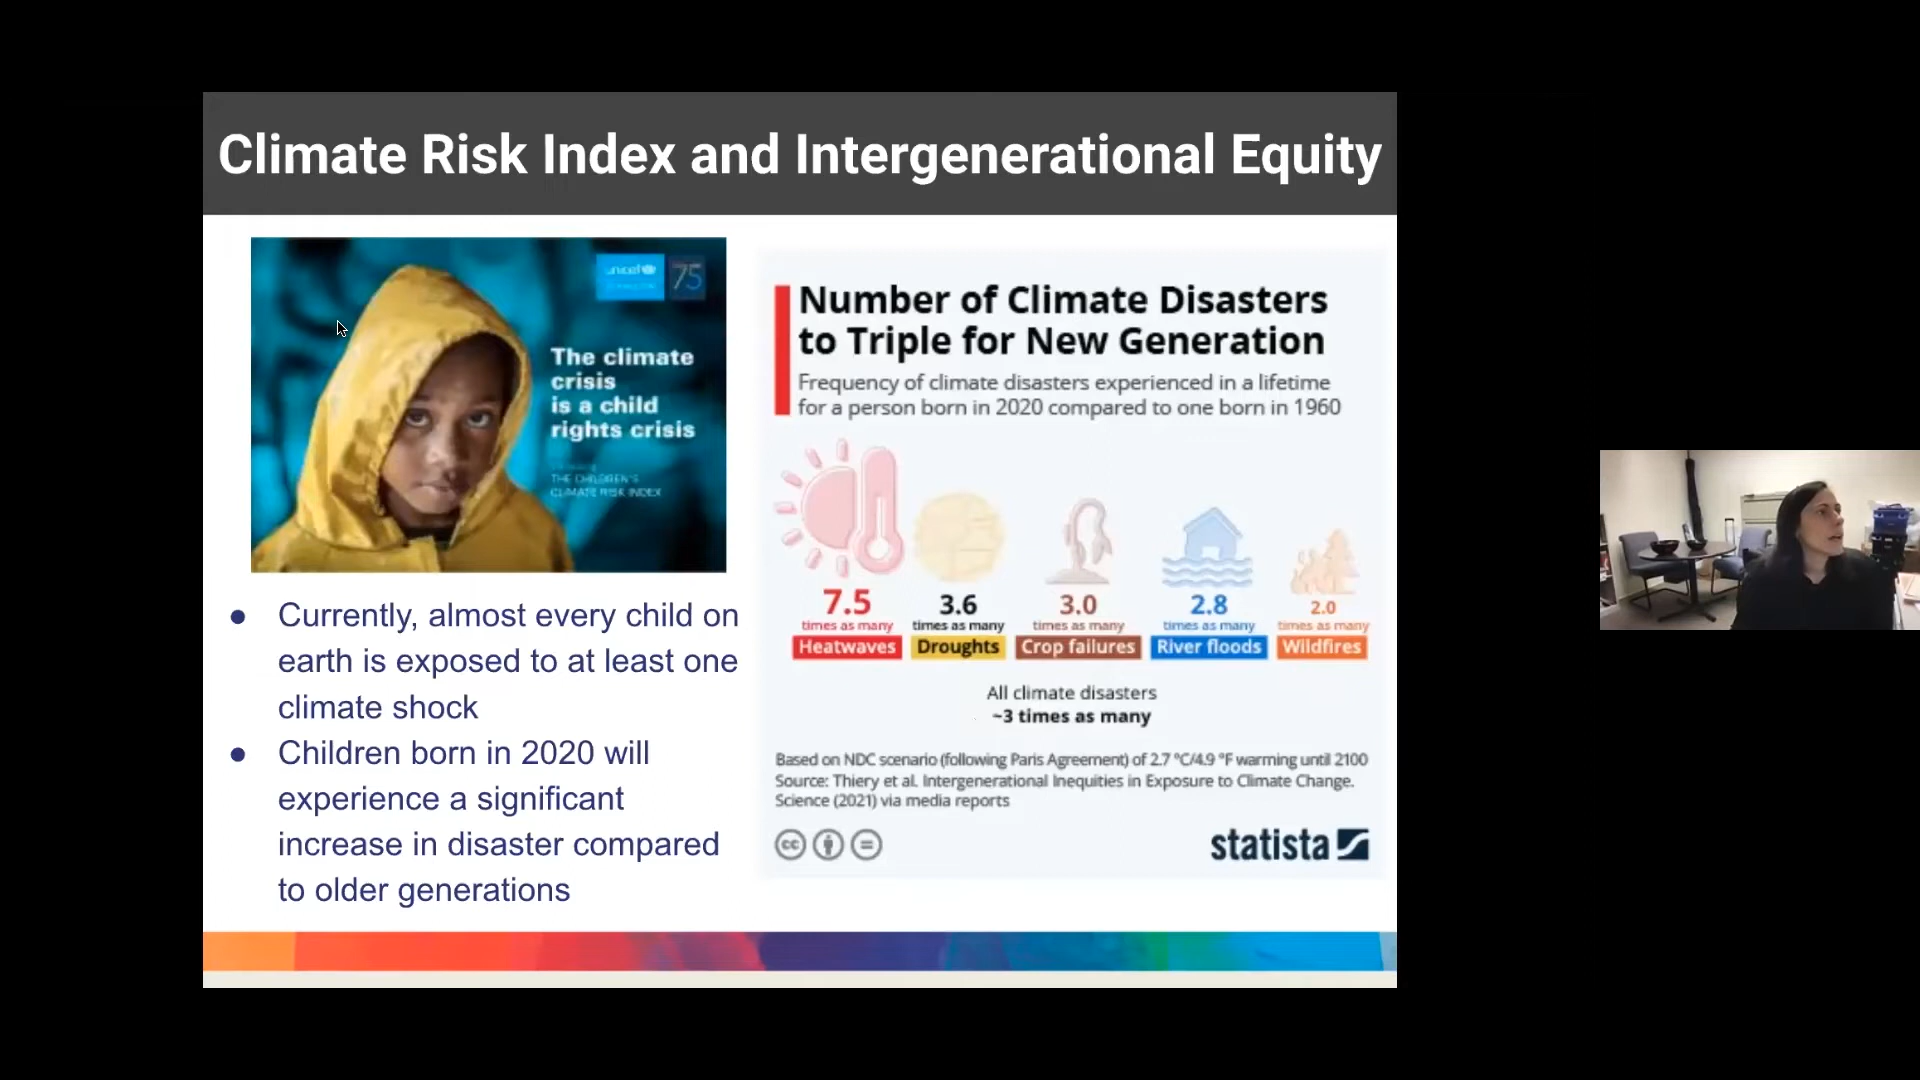 Climate Risk Index and Intergenerational Equity
unicef
75
The climate
crisis
is a child
rights crisis
THE CHILDREN'S
CLIMATE RISK INDEX
● Currently, almost every child on
earth is exposed to at least one
climate shock
● Children born in 2020 will
experience a significant
increase in disaster compared
to older generations
Number of Climate Disasters
to Triple for New Generation
Frequency of climate disasters experienced in a lifetime
for a person born in 2020 compared to one born in 1960
7.5 3.6 3.0 2.8 2.0
times as many times as many times as many times as many times as many
Heatwaves Droughts Crop failures River floods Wildfires
All climate disasters
~3 times as many
Based on NDC scenario (following Paris Agreement) of 2.7 °C/4.9 °F warming until 2100
Source: Thiery et al. Intergenerational Inequities in Exposure to Climate Change.
Science (2021) via media reports
cc
statista